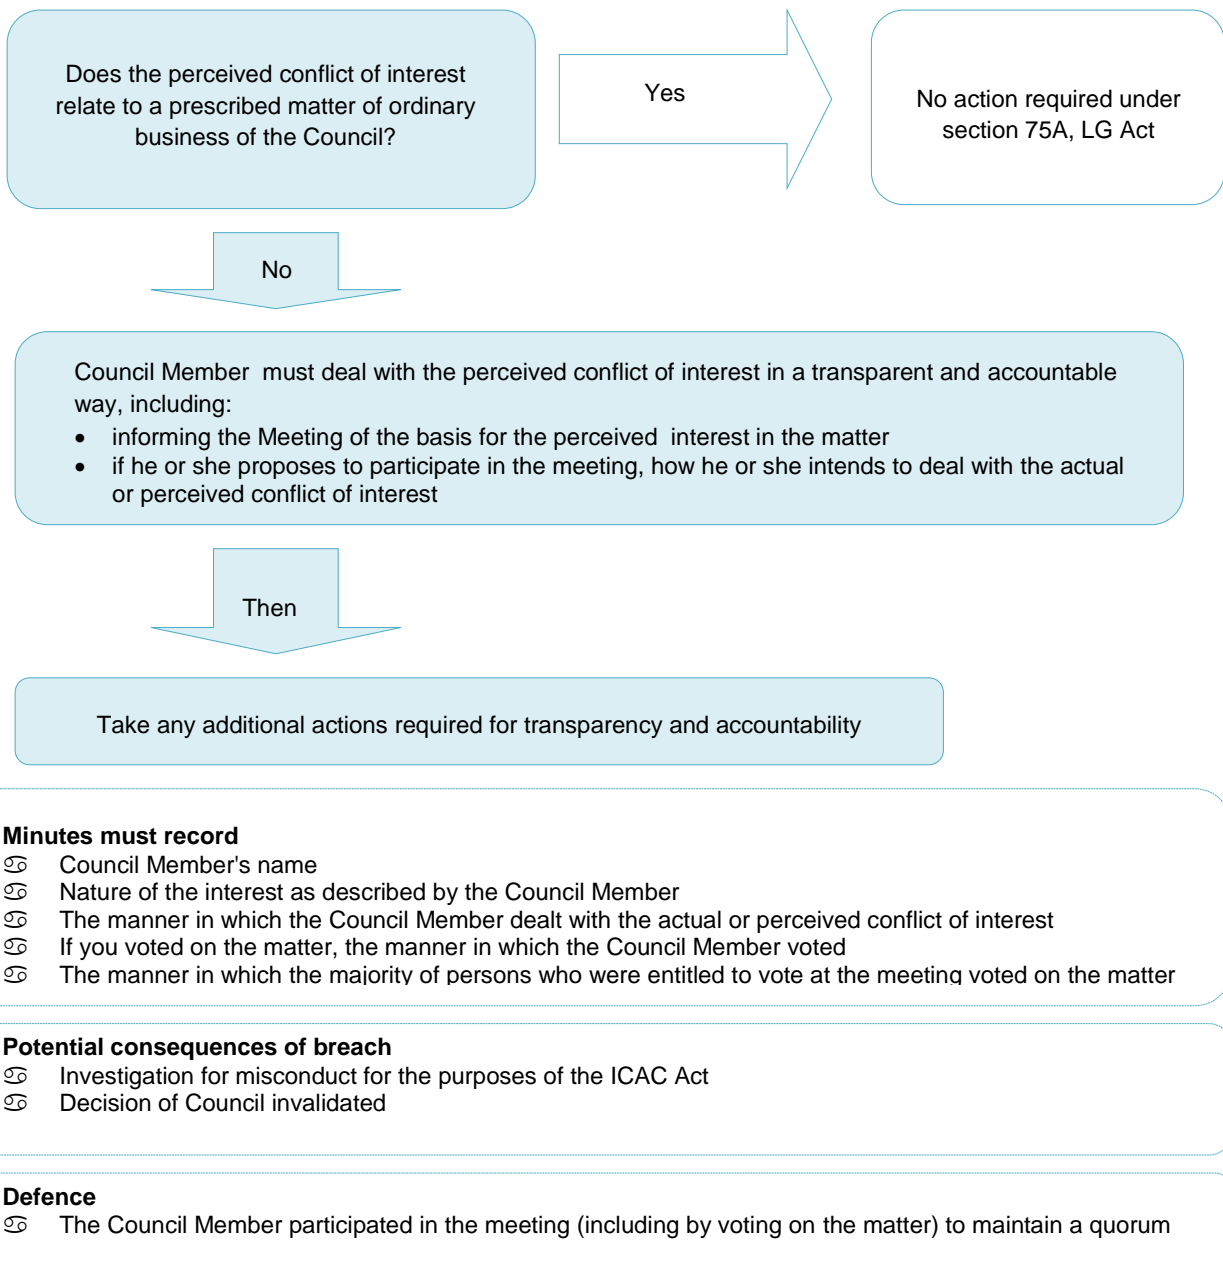 Does the perceived conflict of interest
relate to a prescribed matter of ordinary
business of the Council?
Yes
No action required under
section 75A, LG Act
No
Council Member  must deal with the perceived conflict of interest in a transparent and accountable
way, including:
• informing the Meeting of the basis for the perceived  interest in the matter
• if he or she proposes to participate in the meeting, how he or she intends to deal with the actual
or perceived conflict of interest
Then
Take any additional actions required for transparency and accountability
Minutes must record
♋ Council Member's name
♋ Nature of the interest as described by the Council Member
♋ The manner in which the Council Member dealt with the actual or perceived conflict of interest
♋ If you voted on the matter, the manner in which the Council Member voted
♋ The manner in which the majority of persons who were entitled to vote at the meeting voted on the matter
Potential consequences of breach
♋ Investigation for misconduct for the purposes of the ICAC Act
♋ Decision of Council invalidated
Defence
♋ The Council Member participated in the meeting (including by voting on the matter) to maintain a quorum